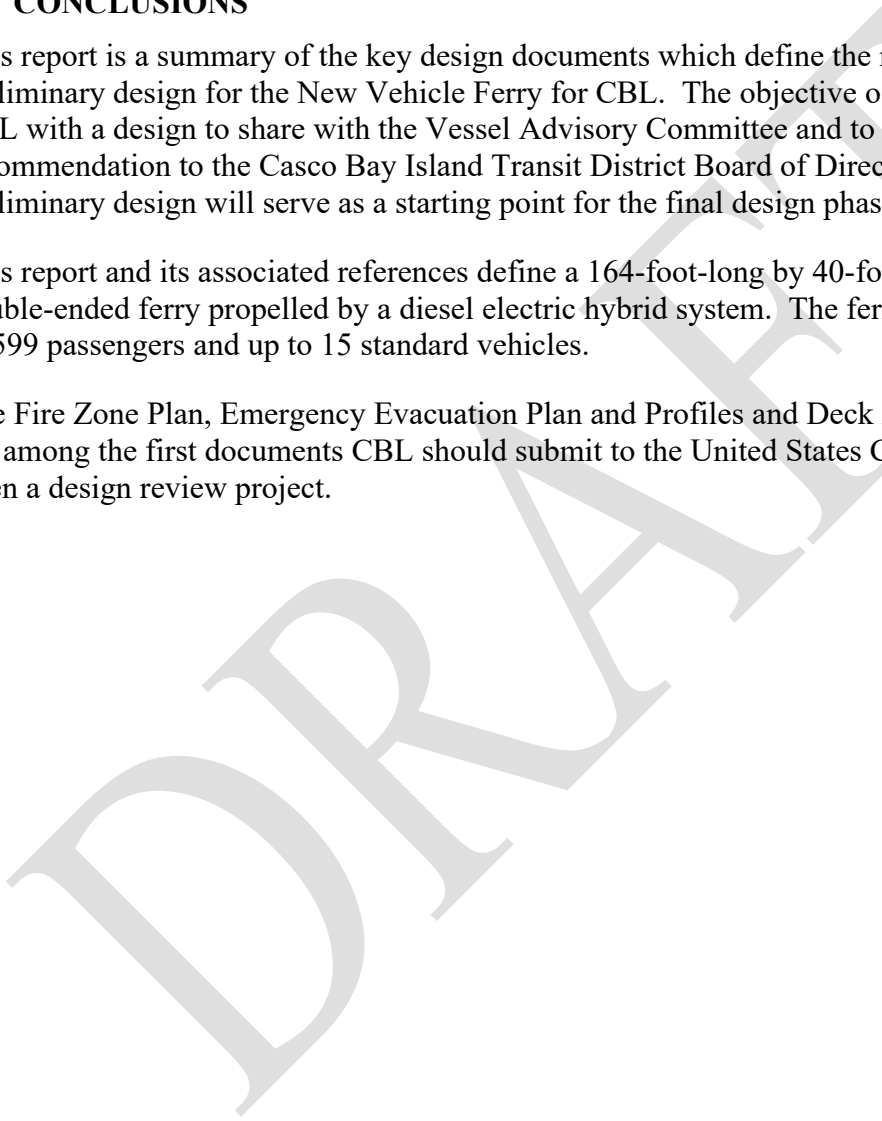 CONCLUSIONS
s report is a summary of the key design documents which define the
liminary design for the New Vehicle Ferry for CBL. The objective o
L with a design to share with the Vessel Advisory Committee and to
ommendation to the Casco Bay Island Transit District Board of Direc
liminary design will serve as a starting point for the final design phas
s report and its associated references define a 164-foot-long by 40-fo
ble-ended ferry propelled by a diesel electric hybrid system. The fer
599 passengers and up to 15 standard vehicles.
e Fire Zone Plan, Emergency Evacuation Plan and Profiles and Deck
among the first documents CBL should submit to the United States C
en a design review project.
DRAFT